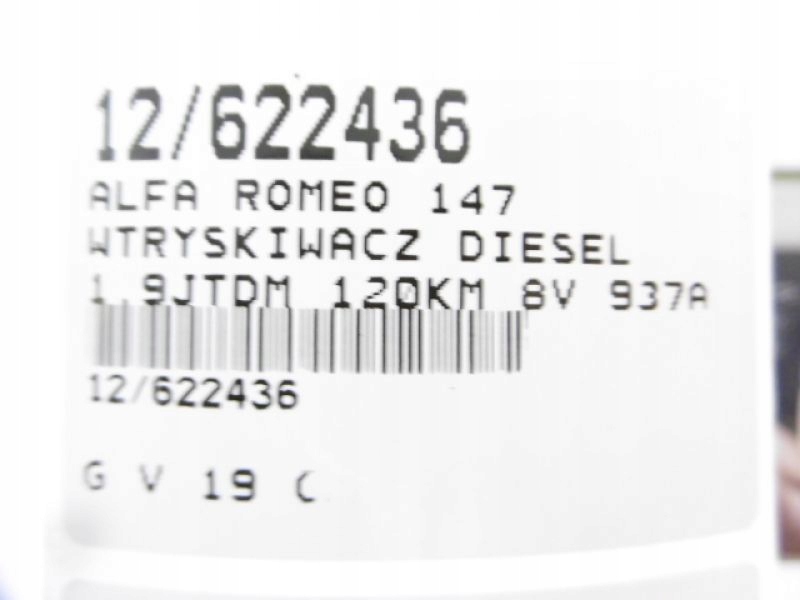 12/622436
ALFA ROMEO 147
WTRYSKIWACZ DIESEL
1.9JTDM 120KM 8V 937A
12/622436
G V 19 C